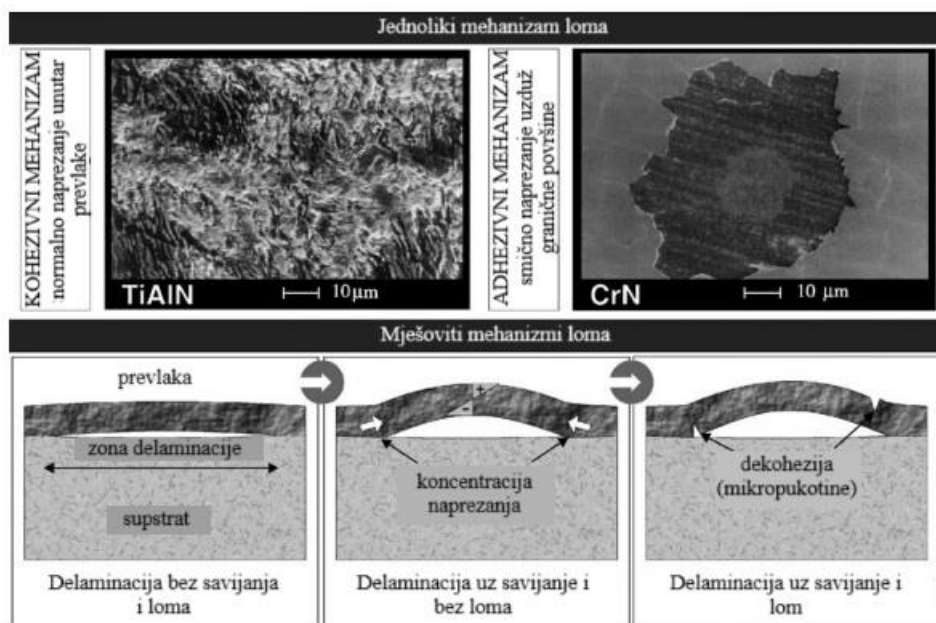 Jednoliki mehanizam loma
KOHEZIVNI MEHANIZAM
normalno naprezanje unutar
prevlake
TiAlN
10 μm
ADHEZIVNI MEHANIZAM
smično naprezanje uzduž
granične površine
CrN
10 μm
Mješoviti mehanizmi loma
prevlaka
zona delaminacije
supstrat
Delaminacija bez savijanja
i loma
+
-
koncentracija
naprezanja
Delaminacija uz savijanje i
bez loma
dekohezija
(mikropukotine)
Delaminacija uz savijanje i
lom